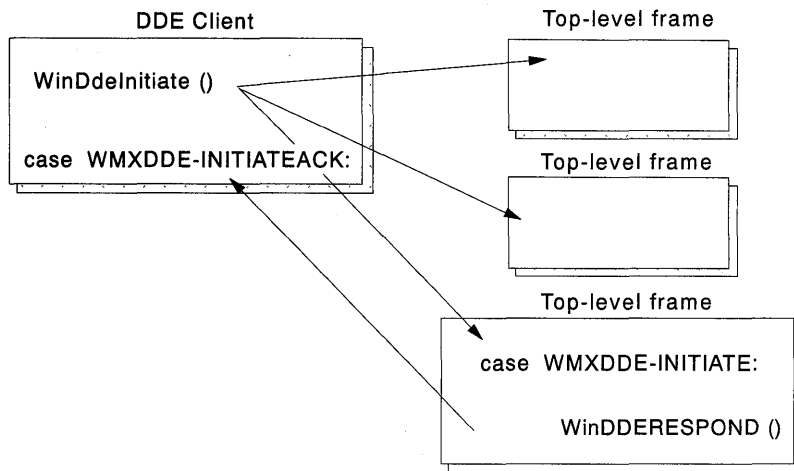 DDE Client
WinDdeInitiate ()
case WMXDDE-INITIATEACK:
Top-level frame
Top-level frame
Top-level frame
case WMXDDE-INITIATE:
WinDDERESPOND ()